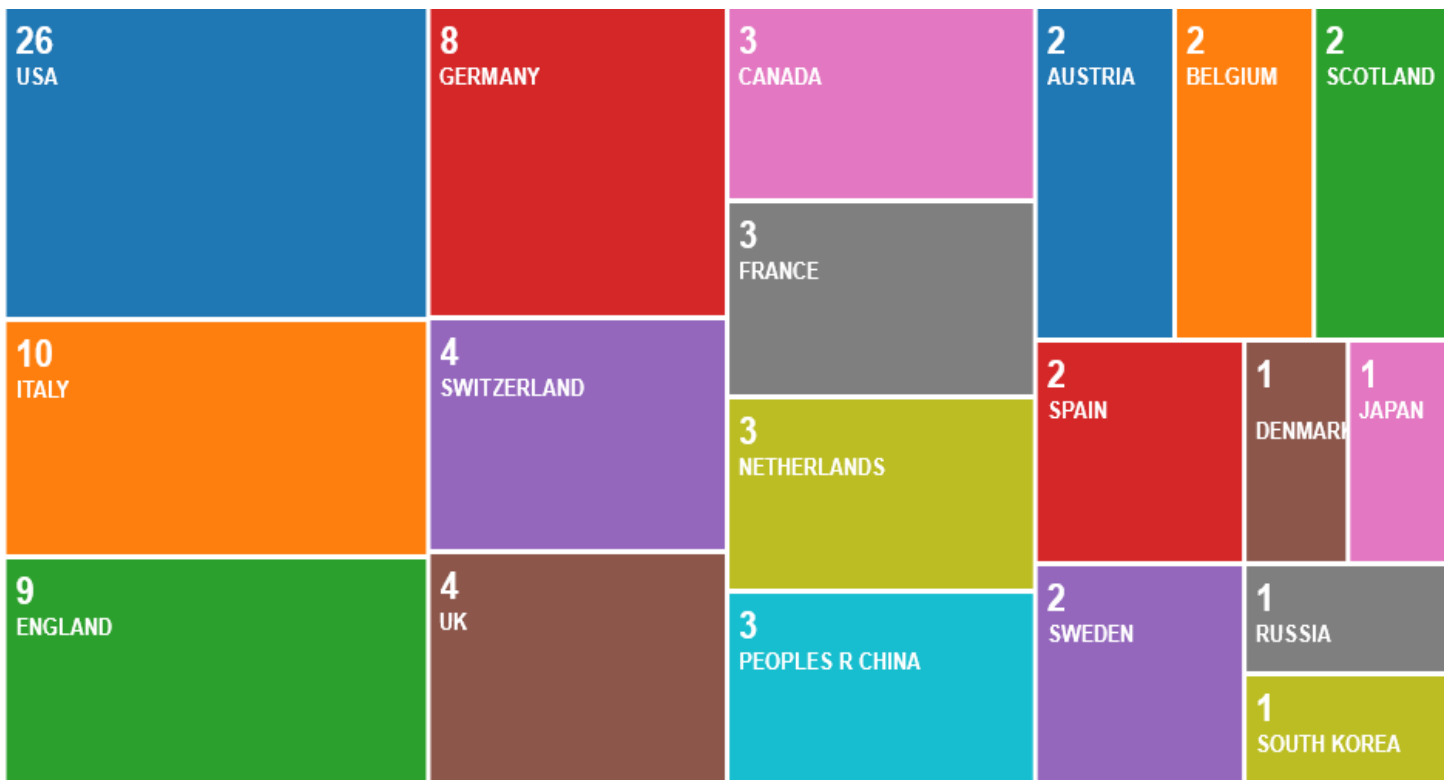 26
USA
10
ITALY
9
ENGLAND
8
GERMANY
4
SWITZERLAND
4
UK
3
CANADA
3
FRANCE
3
NETHERLANDS
3
PEOPLES R CHINA
2
AUSTRIA
2
BELGIUM
2
SCOTLAND
2
SPAIN
1
DENMARK
1
JAPAN
2
SWEDEN
1
RUSSIA
1
SOUTH KOREA